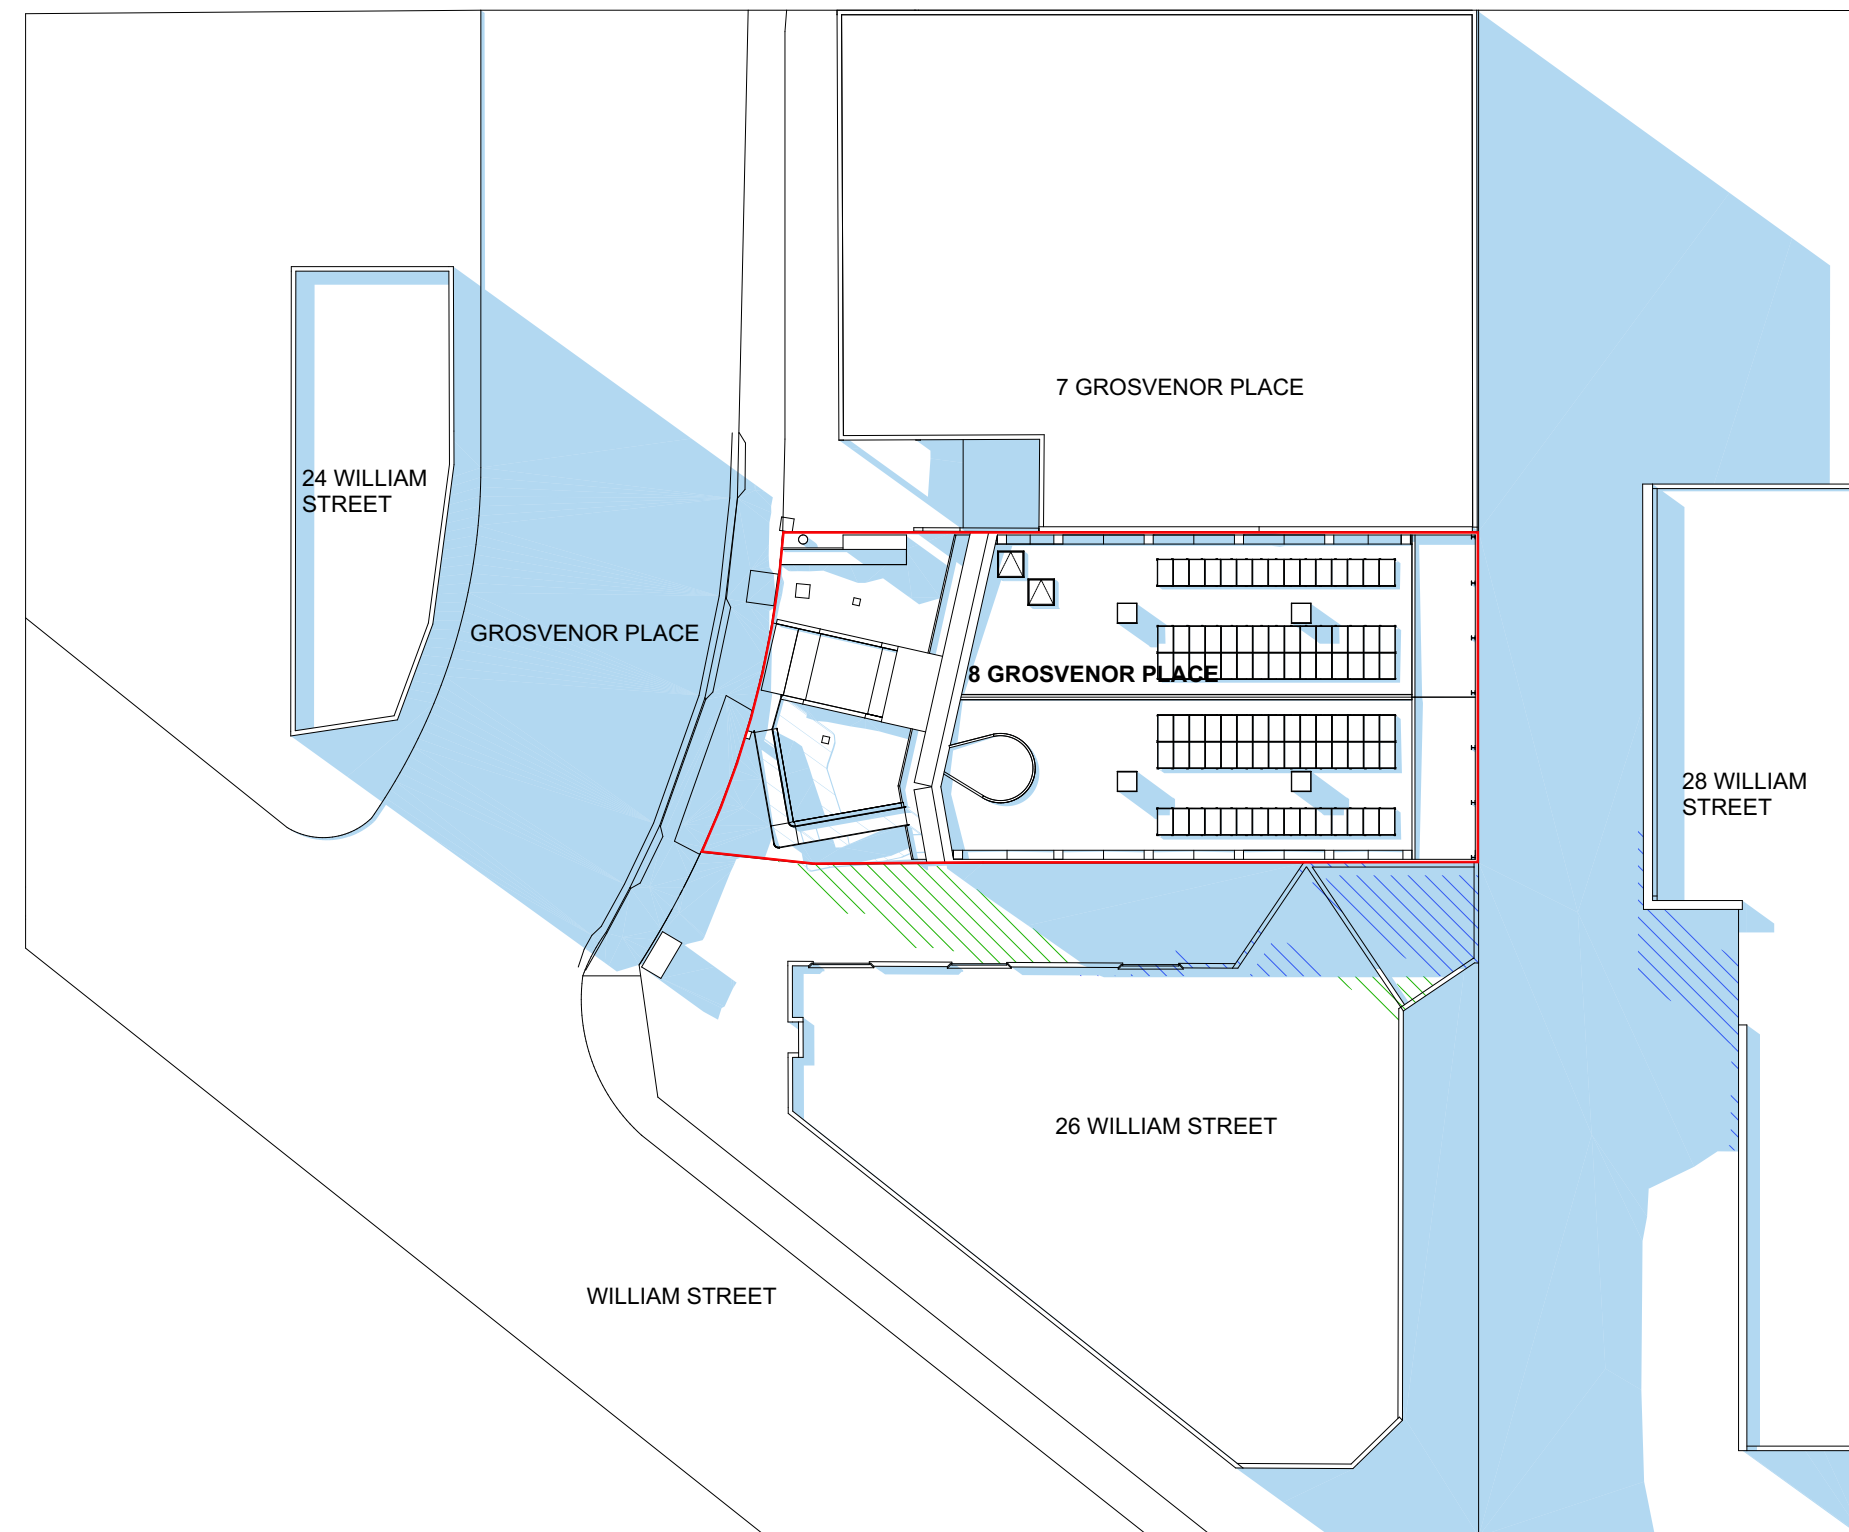 7 GROSVENOR PLACE
24 WILLIAM
STREET
GROSVENOR PLACE
8 GROSVENOR PLACE
28 WILLIAM
STREET
26 WILLIAM STREET
WILLIAM STREET